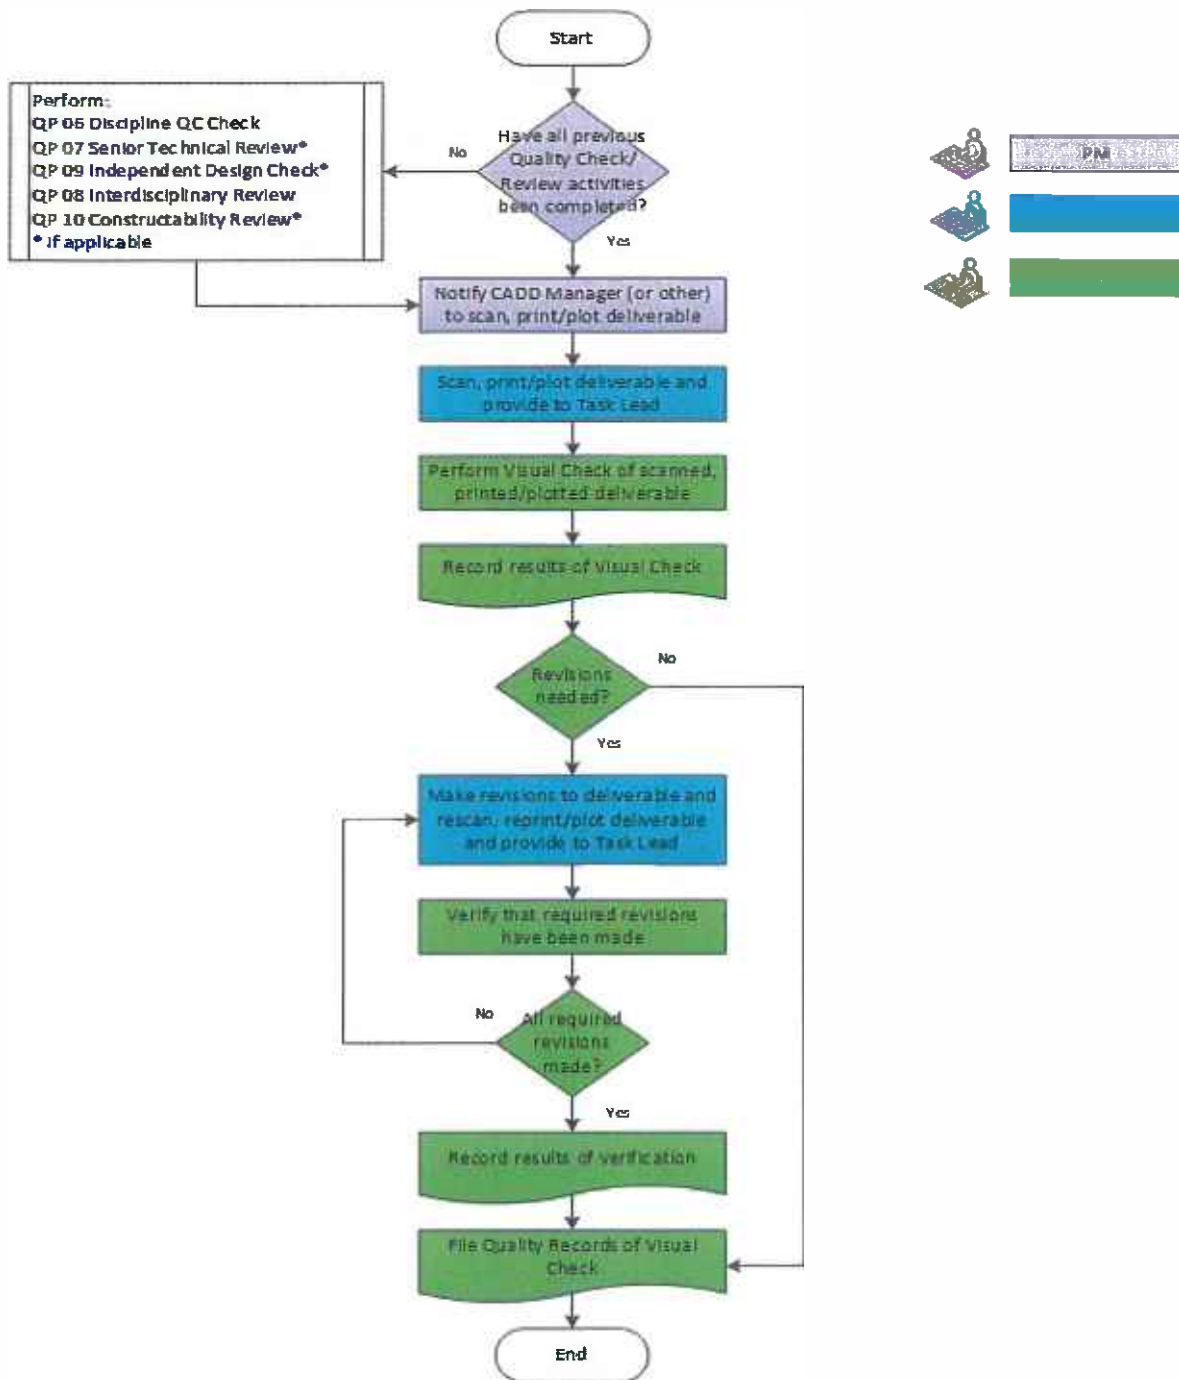 Start
Perform:
QP 06 Discipline QC Check
QP 07 Senior Technical Review*
QP 09 Independent Design Check*
QP 08 Interdisciplinary Review
QP 10 Constructability Review*
* If applicable
No
Have all previous
Quality Check/
Review activities
been completed?
PM
Yes
Notify CADD Manager (or other)
to scan, print/plot deliverable
Scan, print/plot deliverable and
provide to Task Lead
Perform Visual Check of scanned,
printed/plotted deliverable
Record results of Visual Check
No
Revisions
needed?
Yes
Make revisions to deliverable and
rescan, reprint/plot deliverable
and provide to Task Lead
Verify that required revisions
have been made
No
All required
revisions
made?
Yes
Record results of verification
File Quality Records of Visual
Check
End